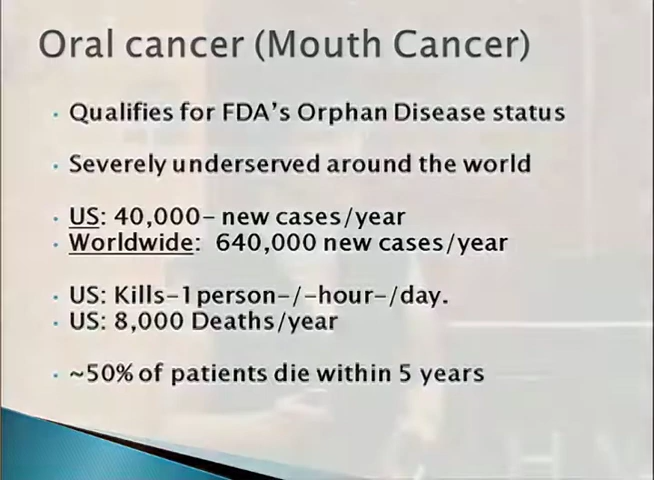 Oral cancer (Mouth Cancer)
• Qualifies for FDA's Orphan Disease status
• Severely underserved around the world
• US: 40,000- new cases/year
• Worldwide: 640,000 new cases/year
• US: Kills-1person-/-hour-/day.
• US: 8,000 Deaths/year
• ~50% of patients die within 5 years